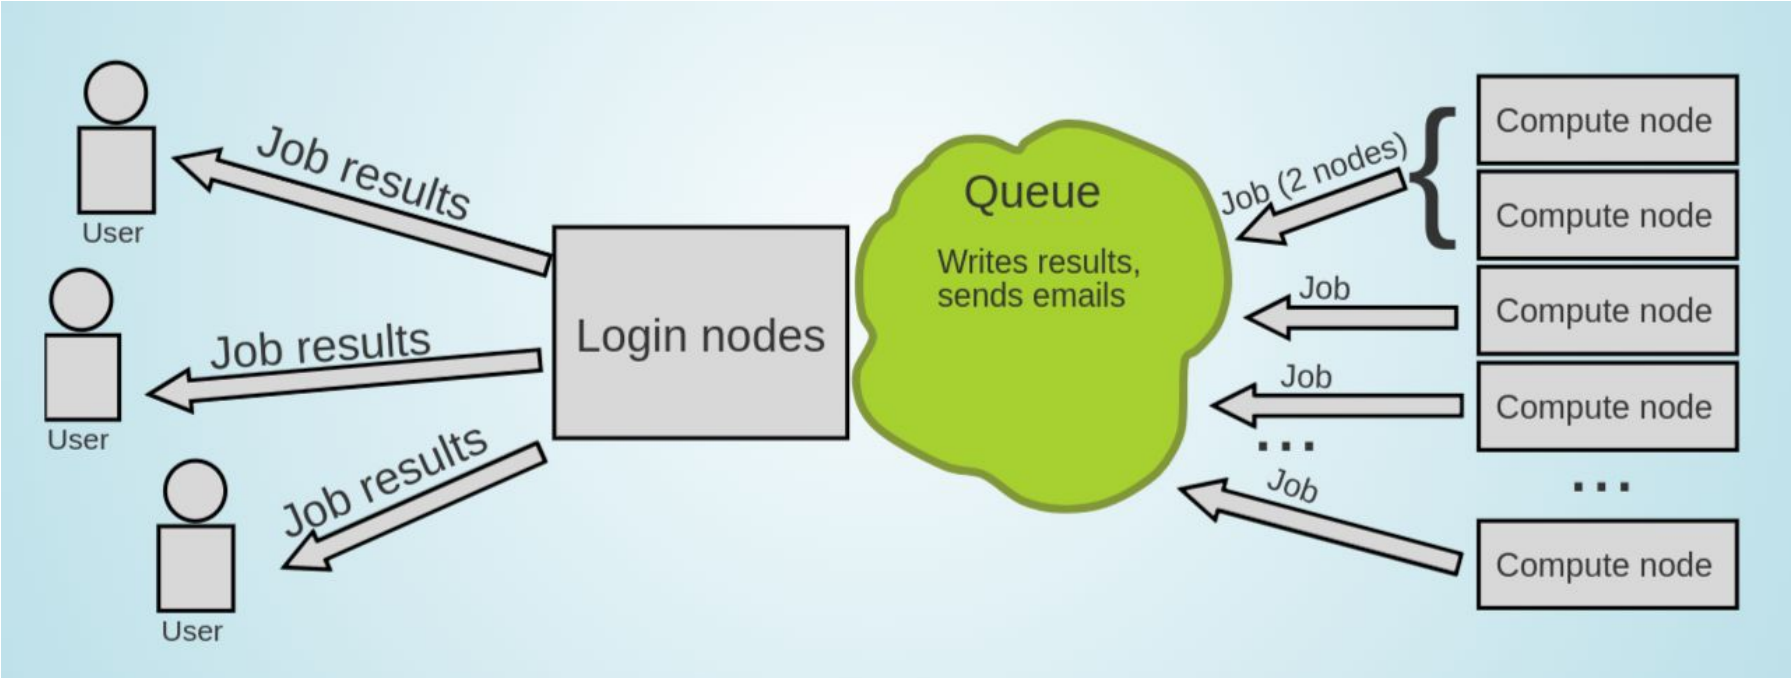 Job results
User
Job results
User
Job results
User
Login nodes
Queue
Writes results,
sends emails
Job (2 nodes)
{
Job
Job
...
Job
Compute node
Compute node
Compute node
Compute node
...
Compute node